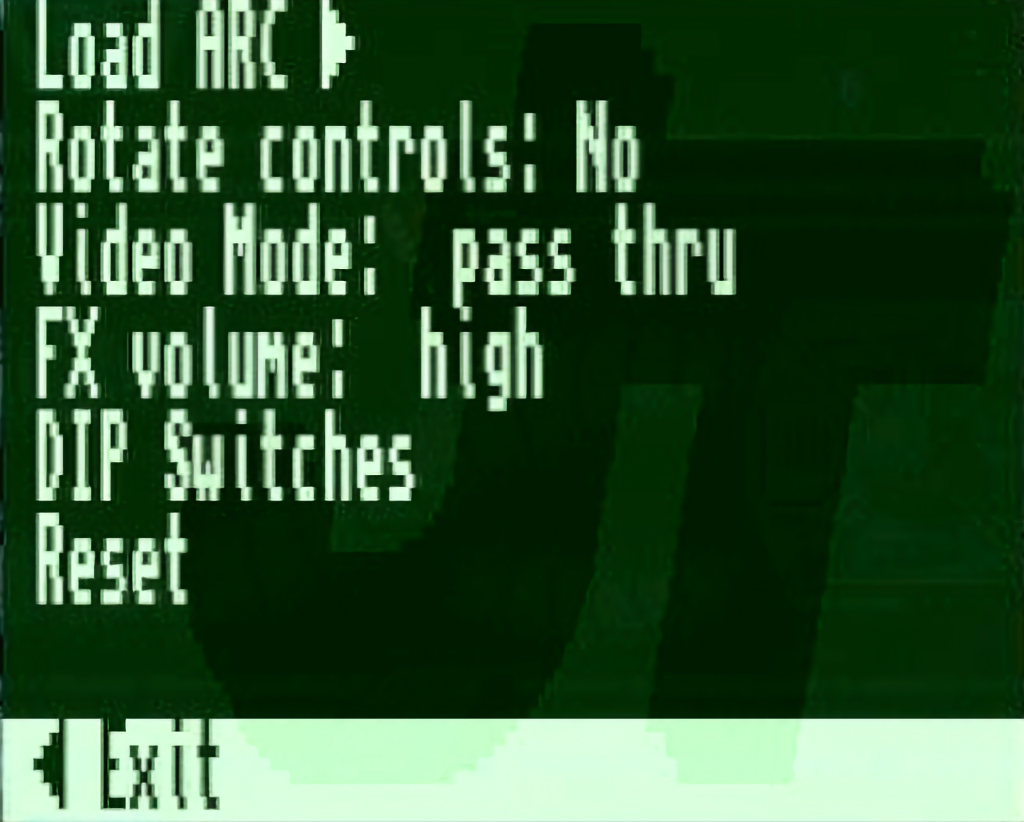 Load ARC
Rotate controls: No
Video Mode: pass thru
FX volume: high
DIP Switches
Reset
Exit